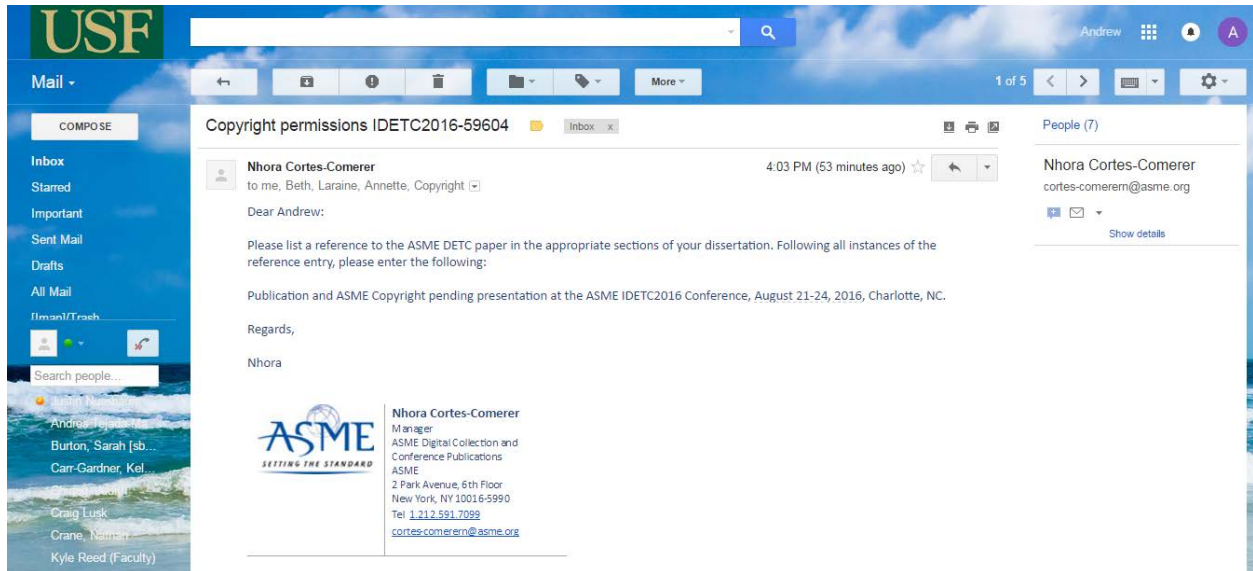 USF
Andrew
A
Mail
More
1 of 5
COMPOSE
Copyright permissions IDETC2016-59604
Inbox x
People (7)
Inbox
Starred
Important
Sent Mail
Drafts
All Mail
[Imap]/Trash
Nhora Cortes-Comerer
4:03 PM (53 minutes ago)
to me, Beth, Laraine, Annette, Copyright
Nhora Cortes-Comerer
cortes-comerern@asme.org
Show details
Dear Andrew:
Please list a reference to the ASME DETC paper in the appropriate sections of your dissertation. Following all instances of the
reference entry, please enter the following:
Publication and ASME Copyright pending presentation at the ASME IDETC2016 Conference, August 21-24, 2016, Charlotte, NC.
Regards,
Nhora
Search people...
Burton, Sarah [sb...
Carr-Gardner, Kel...
Craig Lusk
Crane, Nathan
Kyle Reed (Faculty)
ASME
SETTING THE STANDARD
Nhora Cortes-Comerer
Manager
ASME Digital Collection and
Conference Publications
ASME
2 Park Avenue, 6th Floor
New York, NY 10016-5990
Tel 1.212.591.7099
cortes-comerern@asme.org